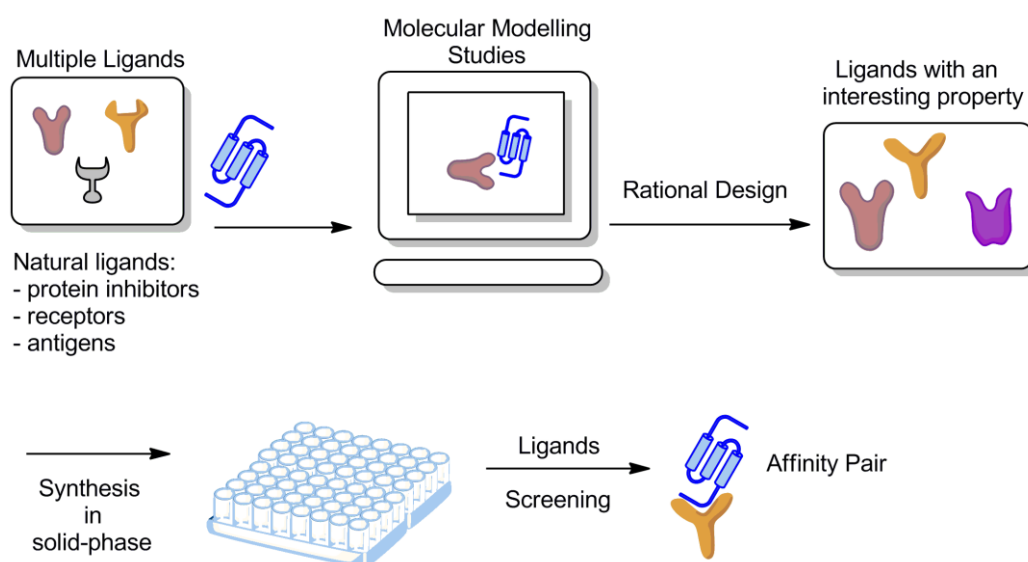 Multiple Ligands
Molecular Modelling
Studies
Ligands with an
interesting property
Rational Design
Natural ligands:
- protein inhibitors
- receptors
- antigens
Synthesis
in
solid-phase
Ligands
Screening
Affinity Pair